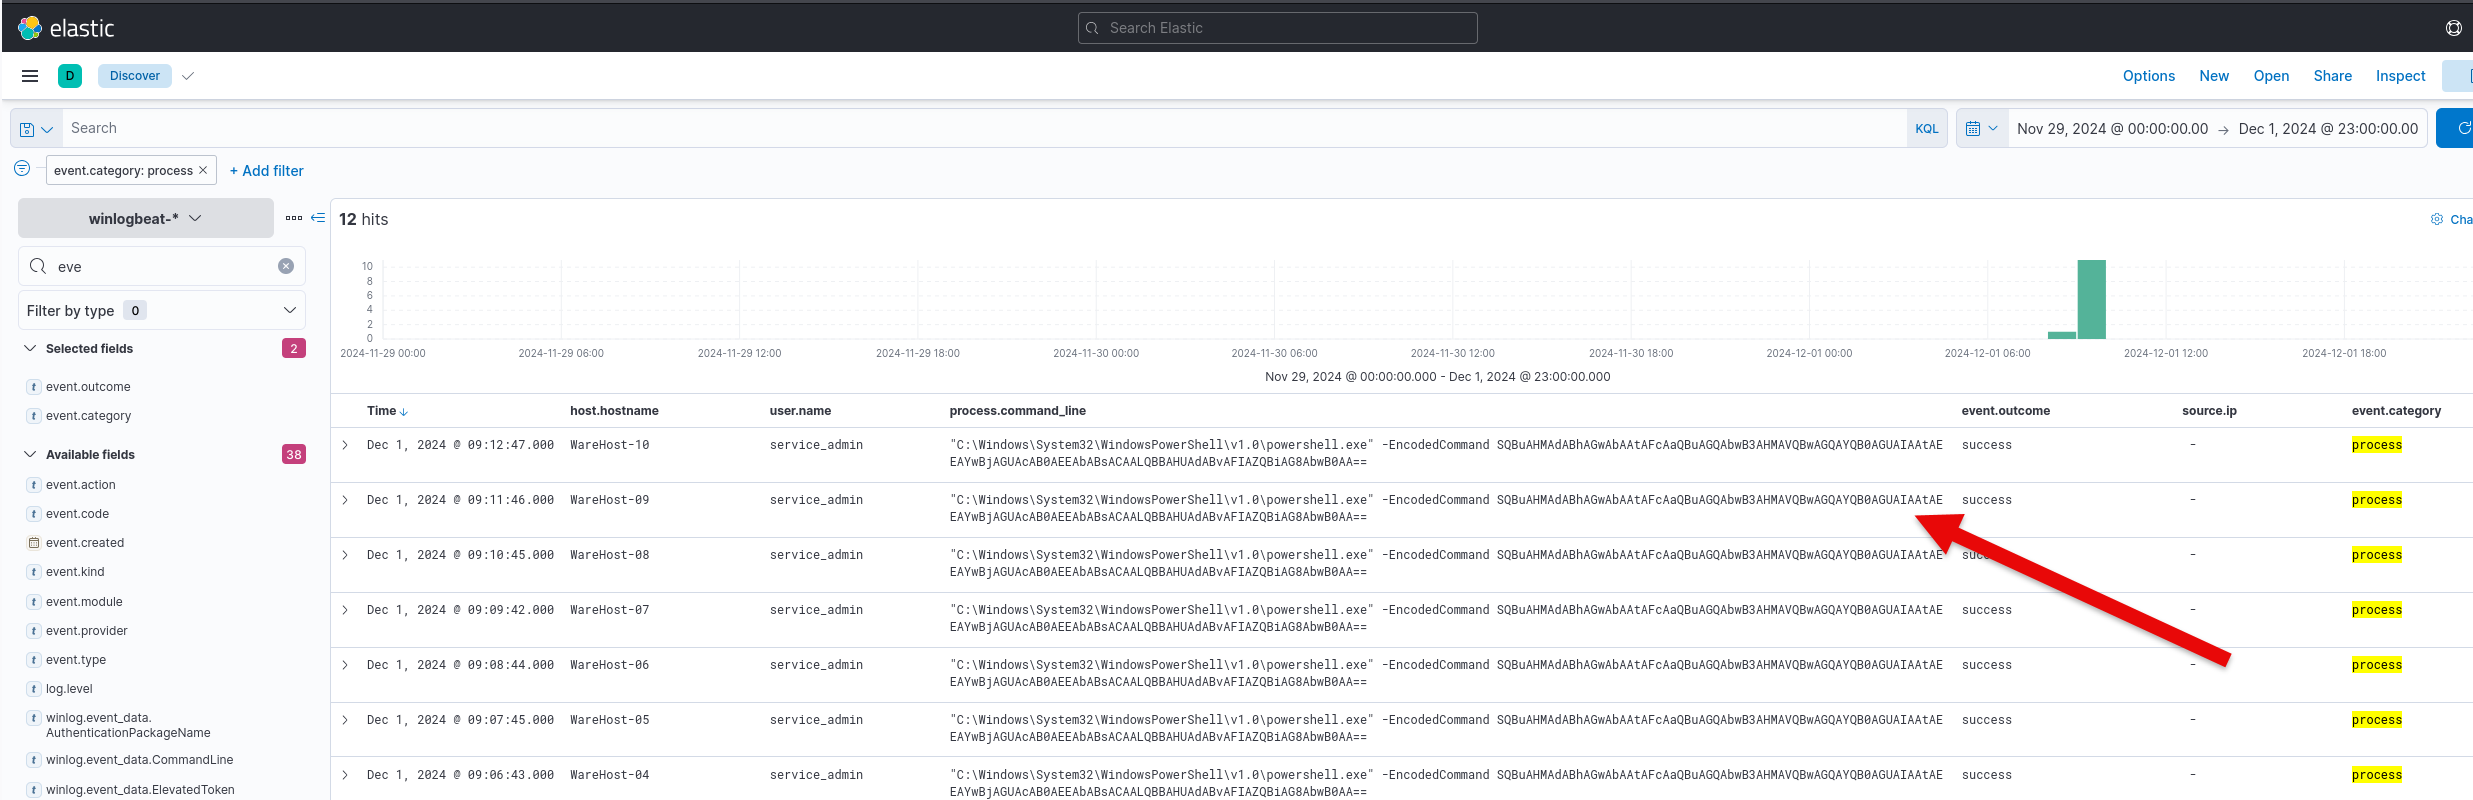 elastic
Search Elastic
D Discover
Options New Open Share Inspect
Search
KQL
Nov 29, 2024 @ 00:00:00.00 → Dec 1, 2024 @ 23:00:00.00
event.category: process × + Add filter
winlogbeat-*
12 hits
Cha
eve
Filter by type 0
Selected fields 2
event.outcome
event.category
Available fields 38
event.action
event.code
event.created
event.kind
event.module
event.provider
event.type
log.level
winlog.event_data.
AuthenticationPackageName
winlog.event_data.CommandLine
winlog.event_data.ElevatedToken
10
8
6
4
2
0
2024-11-29 00:00 2024-11-29 06:00 2024-11-29 12:00 2024-11-29 18:00 2024-11-30 00:00 2024-11-30 06:00 2024-11-30 12:00 2024-11-30 18:00 2024-12-01 00:00 2024-12-01 06:00 2024-12-01 12:00 2024-12-01 18:00
Nov 29, 2024 @ 00:00:00.000 - Dec 1, 2024 @ 23:00:00.000
Time ↓ host.hostname user.name process.command_line event.outcome source.ip event.category
Dec 1, 2024 @ 09:12:47.000 WareHost-10 service_admin "C:\Windows\System32\WindowsPowerShell\v1.0\powershell.exe" -EncodedCommand SQBuAHMAdABhAGwAbAAtAFcAaQBuAGQAbwB3AHMAVQBwAGQAYQB0AGUAIAAtAE success - process
EAYwBjAGUAcAB0AEEAbABsACAALQBBAHUAdABvAFIAZQBiAG8AbwB0AA==
Dec 1, 2024 @ 09:11:46.000 WareHost-09 service_admin "C:\Windows\System32\WindowsPowerShell\v1.0\powershell.exe" -EncodedCommand SQBuAHMAdABhAGwAbAAtAFcAaQBuAGQAbwB3AHMAVQBwAGQAYQB0AGUAIAAtAE success - process
EAYwBjAGUAcAB0AEEAbABsACAALQBBAHUAdABvAFIAZQBiAG8AbwB0AA==
Dec 1, 2024 @ 09:10:45.000 WareHost-08 service_admin "C:\Windows\System32\WindowsPowerShell\v1.0\powershell.exe" -EncodedCommand SQBuAHMAdABhAGwAbAAtAFcAaQBuAGQAbwB3AHMAVQBwAGQAYQB0AGUAIAAtAE success - process
EAYwBjAGUAcAB0AEEAbABsACAALQBBAHUAdABvAFIAZQBiAG8AbwB0AA==
Dec 1, 2024 @ 09:09:42.000 WareHost-07 service_admin "C:\Windows\System32\WindowsPowerShell\v1.0\powershell.exe" -EncodedCommand SQBuAHMAdABhAGwAbAAtAFcAaQBuAGQAbwB3AHMAVQBwAGQAYQB0AGUAIAAtAE success - process
EAYwBjAGUAcAB0AEEAbABsACAALQBBAHUAdABvAFIAZQBiAG8AbwB0AA==
Dec 1, 2024 @ 09:08:44.000 WareHost-06 service_admin "C:\Windows\System32\WindowsPowerShell\v1.0\powershell.exe" -EncodedCommand SQBuAHMAdABhAGwAbAAtAFcAaQBuAGQAbwB3AHMAVQBwAGQAYQB0AGUAIAAtAE success - process
EAYwBjAGUAcAB0AEEAbABsACAALQBBAHUAdABvAFIAZQBiAG8AbwB0AA==
Dec 1, 2024 @ 09:07:45.000 WareHost-05 service_admin "C:\Windows\System32\WindowsPowerShell\v1.0\powershell.exe" -EncodedCommand SQBuAHMAdABhAGwAbAAtAFcAaQBuAGQAbwB3AHMAVQBwAGQAYQB0AGUAIAAtAE success - process
EAYwBjAGUAcAB0AEEAbABsACAALQBBAHUAdABvAFIAZQBiAG8AbwB0AA==
Dec 1, 2024 @ 09:06:43.000 WareHost-04 service_admin "C:\Windows\System32\WindowsPowerShell\v1.0\powershell.exe" -EncodedCommand SQBuAHMAdABhAGwAbAAtAFcAaQBuAGQAbwB3AHMAVQBwAGQAYQB0AGUAIAAtAE success - process
EAYwBjAGUAcAB0AEEAbABsACAALQBBAHUAdABvAFIAZQBiAG8AbwB0AA==